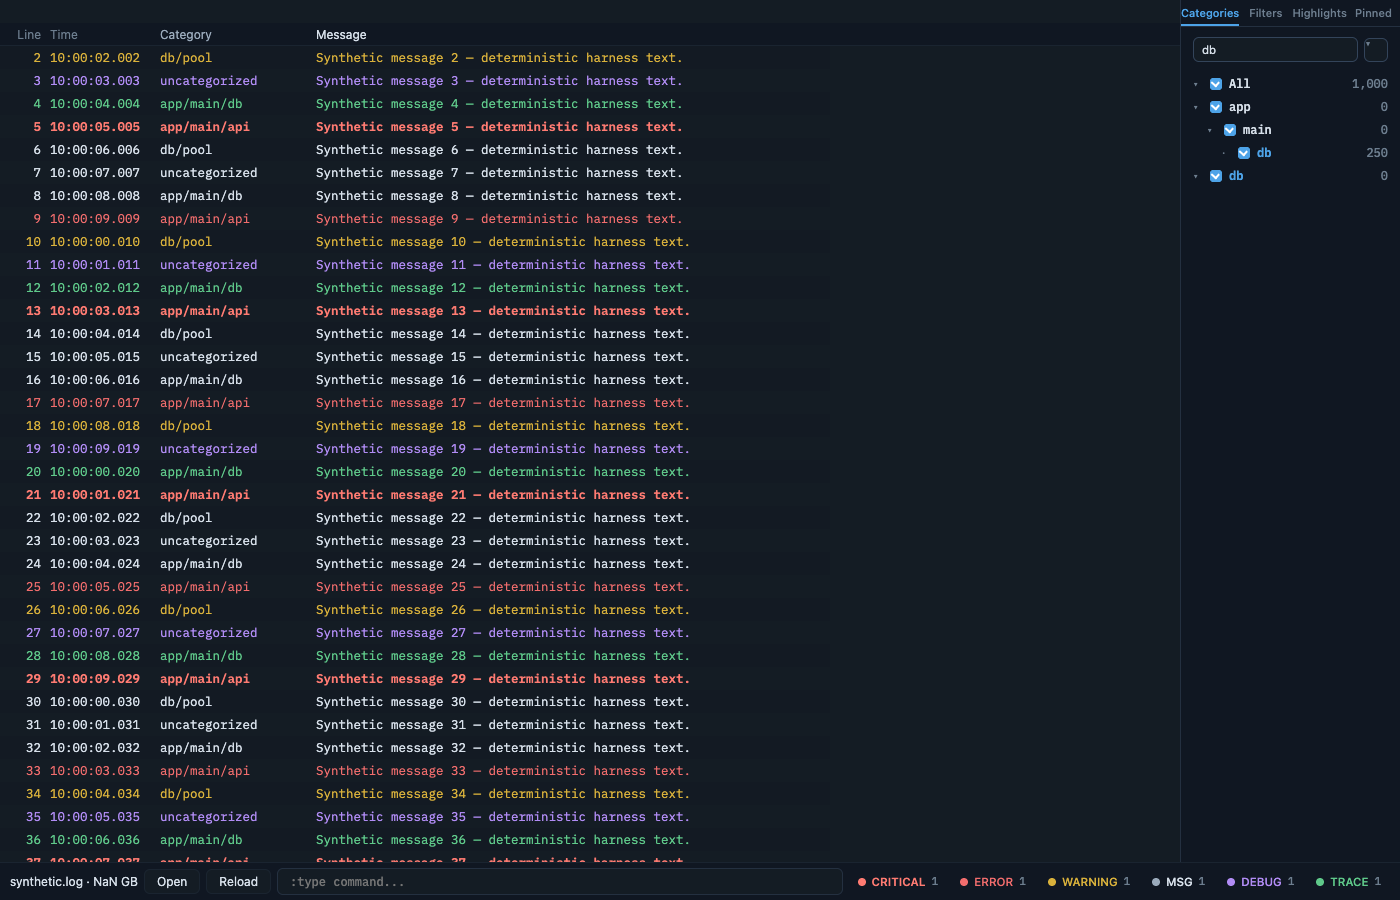 Categories Filters Highlights Pinned
Line Time Category Message
2 10:00:02.002 db/pool Synthetic message 2 — deterministic harness text.
3 10:00:03.003 uncategorized Synthetic message 3 — deterministic harness text.
4 10:00:04.004 app/main/db Synthetic message 4 — deterministic harness text.
5 10:00:05.005 app/main/api Synthetic message 5 — deterministic harness text.
6 10:00:06.006 db/pool Synthetic message 6 — deterministic harness text.
7 10:00:07.007 uncategorized Synthetic message 7 — deterministic harness text.
8 10:00:08.008 app/main/db Synthetic message 8 — deterministic harness text.
9 10:00:09.009 app/main/api Synthetic message 9 — deterministic harness text.
10 10:00:00.010 db/pool Synthetic message 10 — deterministic harness text.
11 10:00:01.011 uncategorized Synthetic message 11 — deterministic harness text.
12 10:00:02.012 app/main/db Synthetic message 12 — deterministic harness text.
13 10:00:03.013 app/main/api Synthetic message 13 — deterministic harness text.
14 10:00:04.014 db/pool Synthetic message 14 — deterministic harness text.
15 10:00:05.015 uncategorized Synthetic message 15 — deterministic harness text.
16 10:00:06.016 app/main/db Synthetic message 16 — deterministic harness text.
17 10:00:07.017 app/main/api Synthetic message 17 — deterministic harness text.
18 10:00:08.018 db/pool Synthetic message 18 — deterministic harness text.
19 10:00:09.019 uncategorized Synthetic message 19 — deterministic harness text.
20 10:00:00.020 app/main/db Synthetic message 20 — deterministic harness text.
21 10:00:01.021 app/main/api Synthetic message 21 — deterministic harness text.
22 10:00:02.022 db/pool Synthetic message 22 — deterministic harness text.
23 10:00:03.023 uncategorized Synthetic message 23 — deterministic harness text.
24 10:00:04.024 app/main/db Synthetic message 24 — deterministic harness text.
25 10:00:05.025 app/main/api Synthetic message 25 — deterministic harness text.
26 10:00:06.026 db/pool Synthetic message 26 — deterministic harness text.
27 10:00:07.027 uncategorized Synthetic message 27 — deterministic harness text.
28 10:00:08.028 app/main/db Synthetic message 28 — deterministic harness text.
29 10:00:09.029 app/main/api Synthetic message 29 — deterministic harness text.
30 10:00:00.030 db/pool Synthetic message 30 — deterministic harness text.
31 10:00:01.031 uncategorized Synthetic message 31 — deterministic harness text.
32 10:00:02.032 app/main/db Synthetic message 32 — deterministic harness text.
33 10:00:03.033 app/main/api Synthetic message 33 — deterministic harness text.
34 10:00:04.034 db/pool Synthetic message 34 — deterministic harness text.
35 10:00:05.035 uncategorized Synthetic message 35 — deterministic harness text.
36 10:00:06.036 app/main/db Synthetic message 36 — deterministic harness text.
db
All 1,000
app 0
main 0
db 250
db 0
synthetic.log · NaN GB Open Reload :type command... CRITICAL 1 ERROR 1 WARNING 1 MSG 1 DEBUG 1 TRACE 1